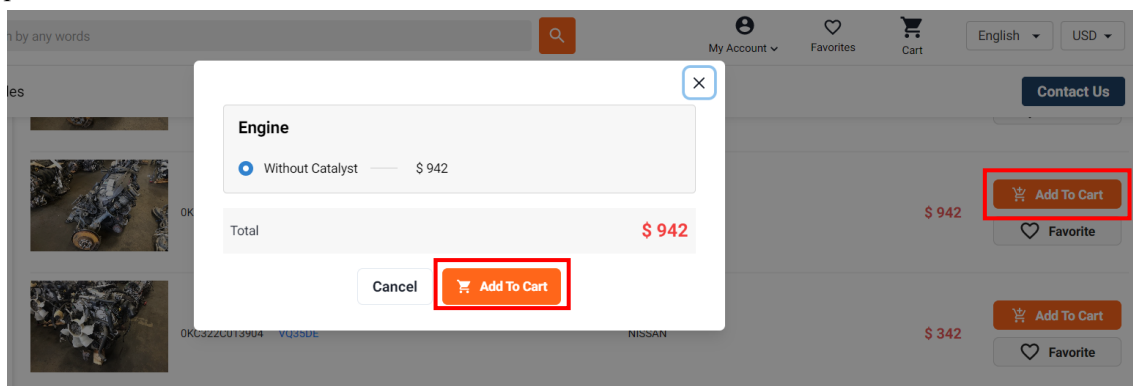 by any words
My Account
Favorites
Cart
English
USD
les
Contact Us
Engine
Without Catalyst
$ 942
Total
$ 942
Cancel
Add To Cart
0K
$ 942
Add To Cart
Favorite
0KC322C013904
VQ35DE
NISSAN
$ 342
Add To Cart
Favorite